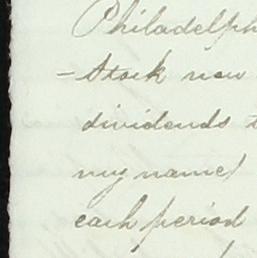 Philadelph
- Stock now
dividends t
my name
each period